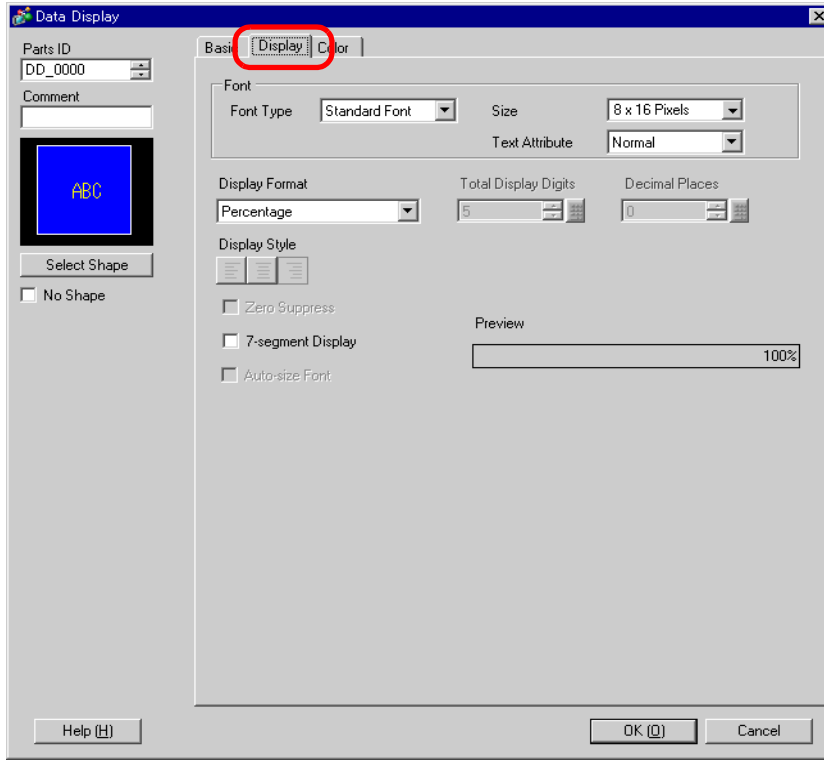 Data Display
Parts ID
DD_0000
Comment
ABC
Select Shape
No Shape
Basic Display Color
Font
Font Type Standard Font Size 8 x 16 Pixels
Text Attribute Normal
Display Format Total Display Digits Decimal Places
Percentage 5 0
Display Style
Zero Suppress
7-segment Display
Auto-size Font
Preview
100%
Help (H) OK (O) Cancel